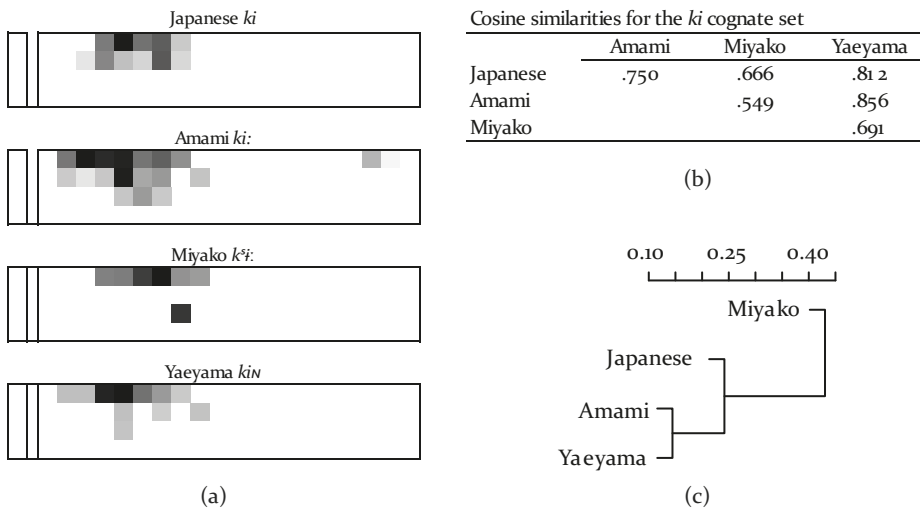 Japanese ki
Amami ki:
Miyako kˢɨ:
Yaeyama kiɴ
(a)
Cosine similarities for the ki cognate set
Amami Miyako Yaeyama
Japanese .750 .666 .812
Amami .549 .856
Miyako .691
(b)
0.10 0.25 0.40
Miyako
Japanese
Amami
Yaeyama
(c)